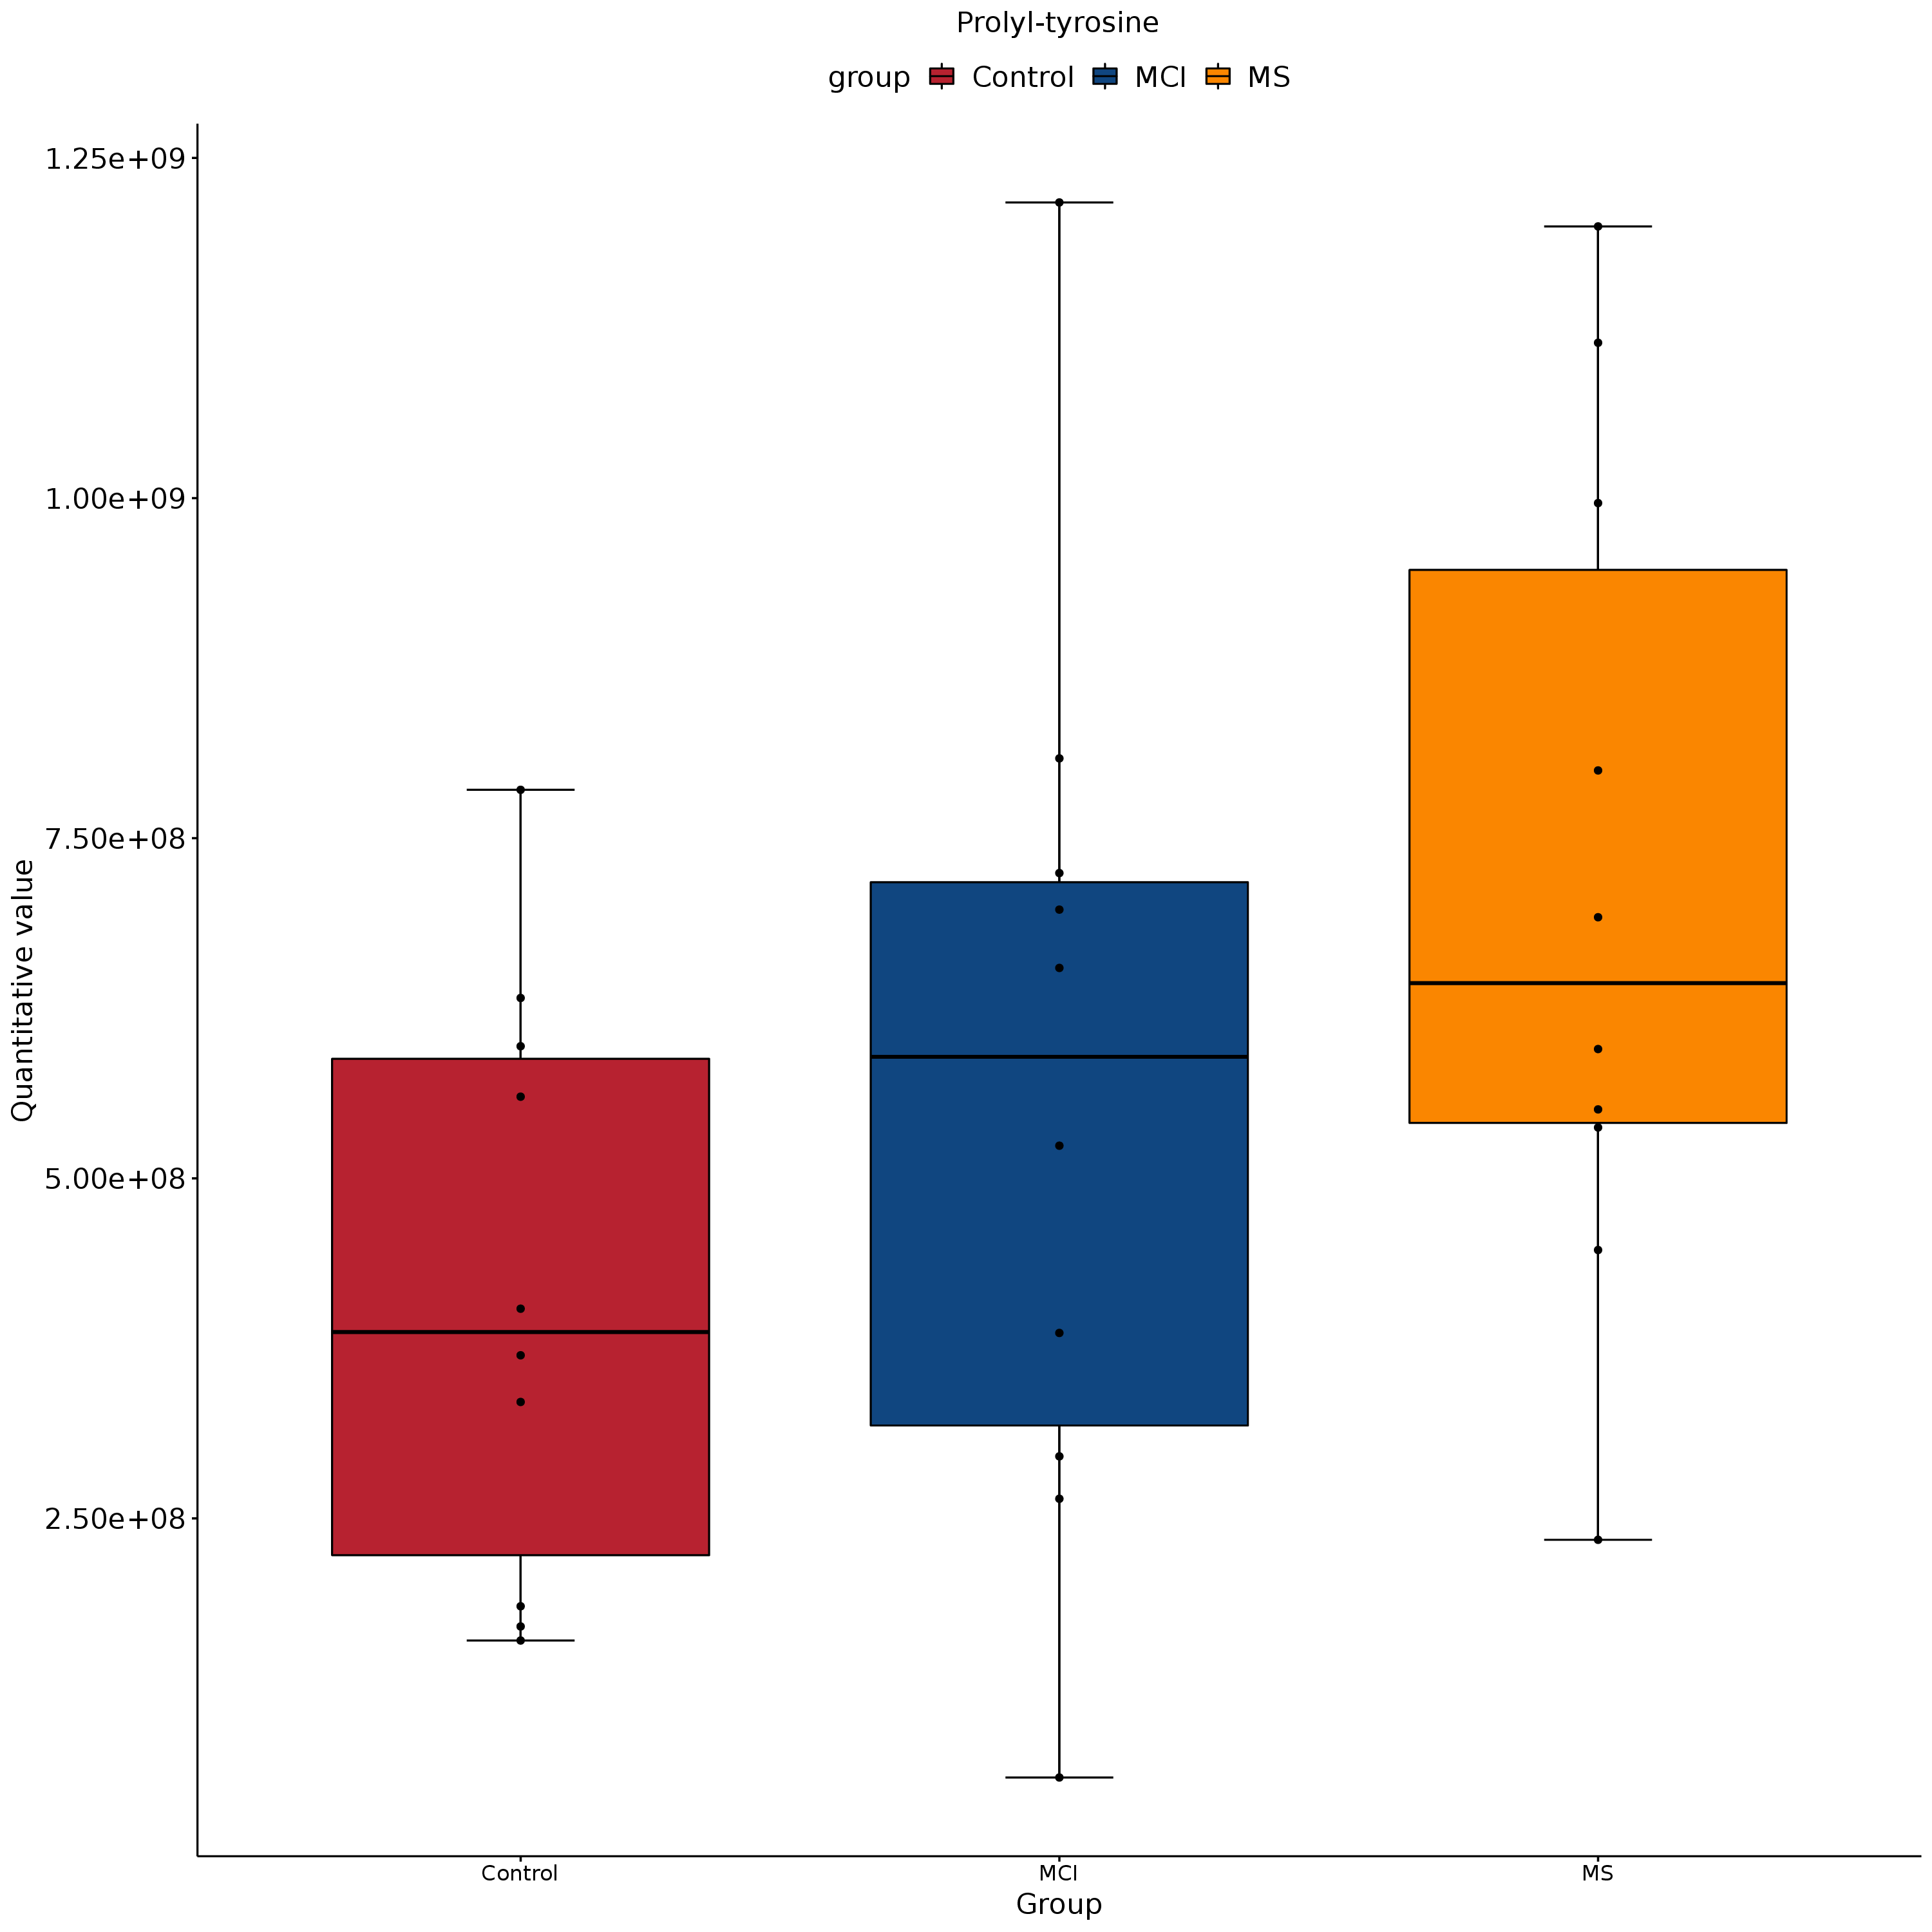 Prolyl-tyrosine
group Control MCI MS
1.25e+09
1.00e+09
7.50e+08
5.00e+08
2.50e+08
Quantitative value
Control MCI MS
Group